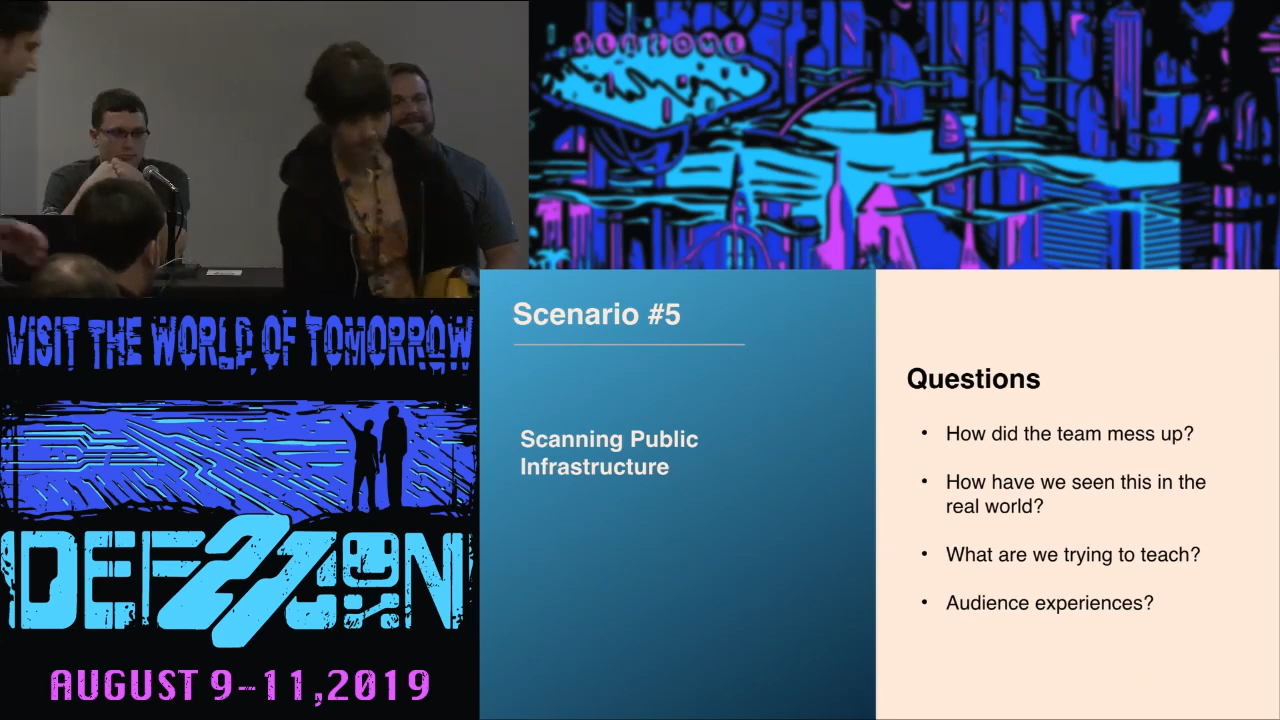 WELCOME
VISIT THE WORLD OF TOMORROW
DEF 27 CON
AUGUST 9-11, 2019
Scenario #5
Scanning Public
Infrastructure
Questions
• How did the team mess up?
• How have we seen this in the
real world?
• What are we trying to teach?
• Audience experiences?